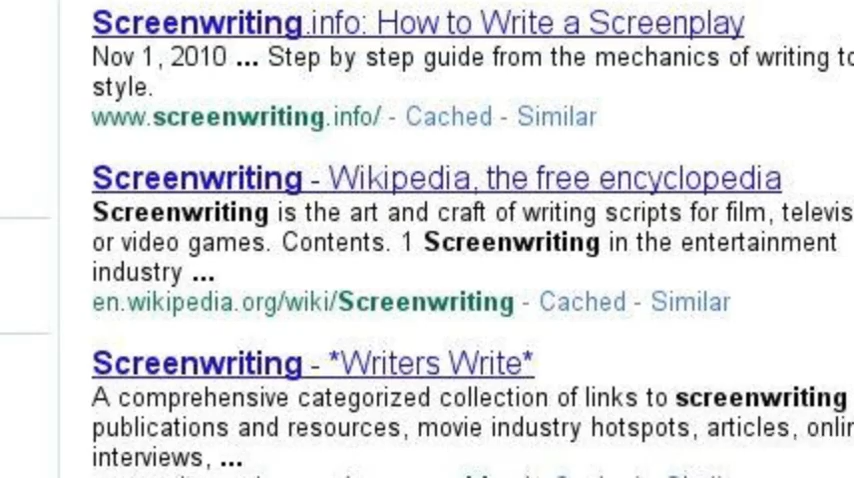 Screenwriting.info: How to Write a Screenplay
Nov 1, 2010 ... Step by step guide from the mechanics of writing to
style.
www.screenwriting.info/ - Cached - Similar
Screenwriting - Wikipedia, the free encyclopedia
Screenwriting is the art and craft of writing scripts for film, televis
or video games. Contents. 1 Screenwriting in the entertainment
industry ...
en.wikipedia.org/wiki/Screenwriting - Cached - Similar
Screenwriting - *Writers Write*
A comprehensive categorized collection of links to screenwriting
publications and resources, movie industry hotspots, articles, onlin
interviews, ...